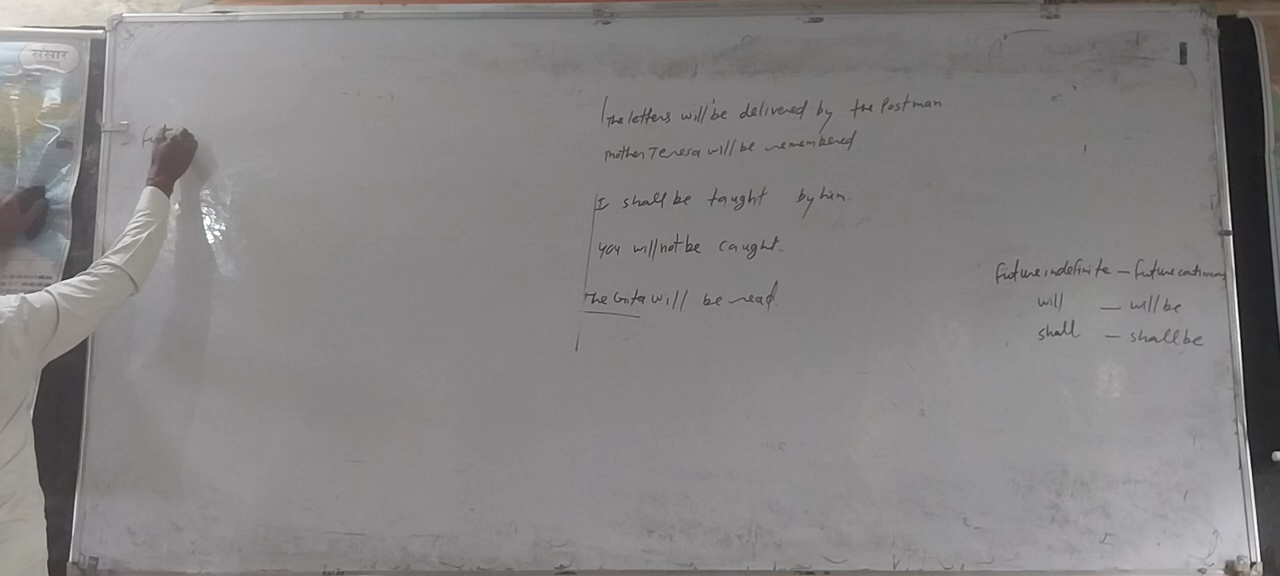 संसार
Fut
The letters will be delivered by the Postman
Mother Teresa will be remembered
I shall be taught by him.
You will not be caught.
The Gita will be read.
Future indefinite - Future continuous
will - will be
shall - shall be